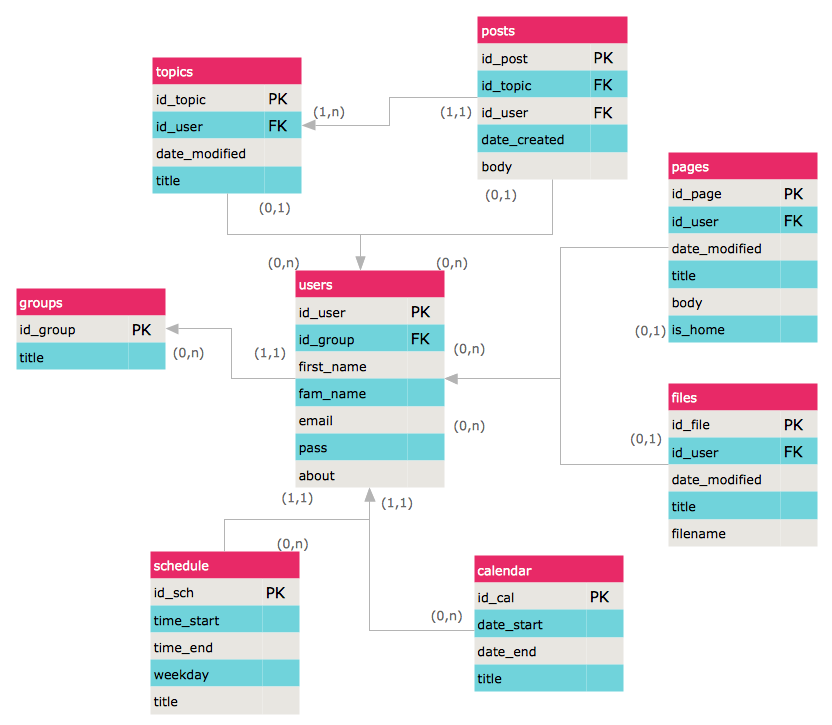 posts
id_post PK
id_topic FK
id_user FK
date_created
body
topics
id_topic PK
id_user FK
date_modified
title
(1,n)
(1,1)
(0,1)
(0,1)
pages
id_page PK
id_user FK
date_modified
title
body
is_home
(0,n)
(0,n)
users
id_user PK
id_group FK
first_name
fam_name
email
pass
about
groups
id_group PK
title
(0,n)
(1,1)
(0,n)
(0,1)
(0,n)
(0,1)
files
id_file PK
id_user FK
date_modified
title
filename
(1,1)
(1,1)
(0,n)
schedule
id_sch PK
time_start
time_end
weekday
title
(0,n)
calendar
id_cal PK
date_start
date_end
title